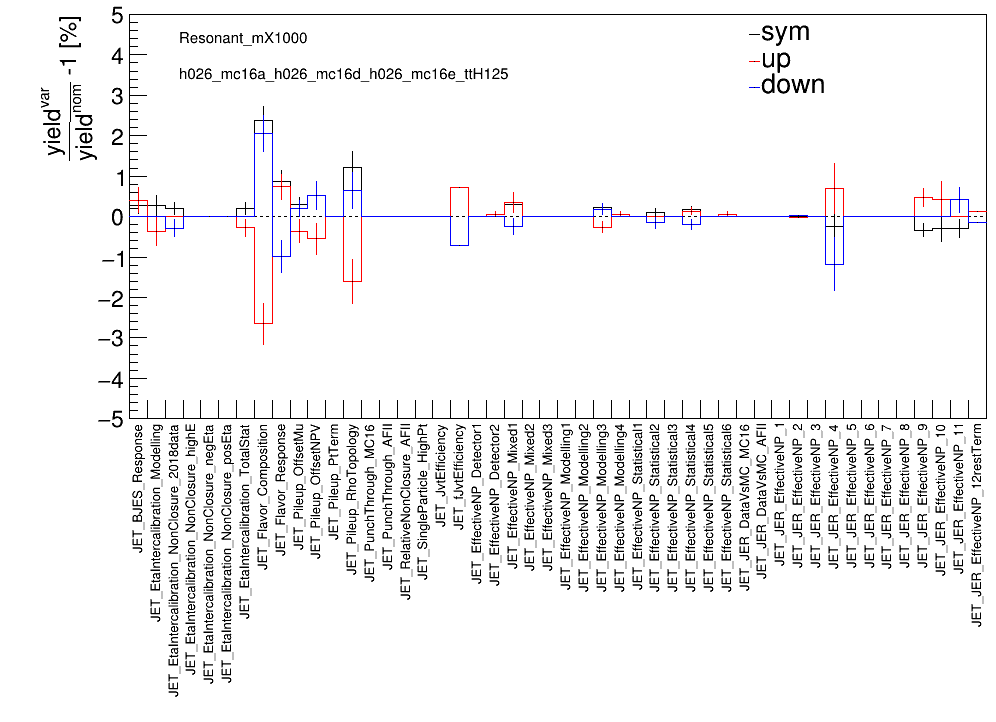 yield^var / yield^nom -1 [%]
Resonant_mX1000
h026_mc16a_h026_mc16d_h026_mc16e_ttH125
sym
up
down
5
4
3
2
1
0
−1
−2
−3
−4
−5
JET_BJES_Response
JET_EtaIntercalibration_Modelling
JET_EtaIntercalibration_NonClosure_2018data
JET_EtaIntercalibration_NonClosure_highE
JET_EtaIntercalibration_NonClosure_negEta
JET_EtaIntercalibration_NonClosure_posEta
JET_EtaIntercalibration_TotalStat
JET_Flavor_Composition
JET_Flavor_Response
JET_Pileup_OffsetMu
JET_Pileup_OffsetNPV
JET_Pileup_PtTerm
JET_Pileup_RhoTopology
JET_PunchThrough_MC16
JET_PunchThrough_AFII
JET_RelativeNonClosure_AFII
JET_SingleParticle_HighPt
JET_JvtEfficiency
JET_fJvtEfficiency
JET_EffectiveNP_Detector1
JET_EffectiveNP_Detector2
JET_EffectiveNP_Mixed1
JET_EffectiveNP_Mixed2
JET_EffectiveNP_Mixed3
JET_EffectiveNP_Modelling1
JET_EffectiveNP_Modelling2
JET_EffectiveNP_Modelling3
JET_EffectiveNP_Modelling4
JET_EffectiveNP_Statistical1
JET_EffectiveNP_Statistical2
JET_EffectiveNP_Statistical3
JET_EffectiveNP_Statistical4
JET_EffectiveNP_Statistical5
JET_EffectiveNP_Statistical6
JET_JER_DataVsMC_MC16
JET_JER_DataVsMC_AFII
JET_JER_EffectiveNP_1
JET_JER_EffectiveNP_2
JET_JER_EffectiveNP_3
JET_JER_EffectiveNP_4
JET_JER_EffectiveNP_5
JET_JER_EffectiveNP_6
JET_JER_EffectiveNP_7
JET_JER_EffectiveNP_8
JET_JER_EffectiveNP_9
JET_JER_EffectiveNP_10
JET_JER_EffectiveNP_11
JET_JER_EffectiveNP_12restTerm